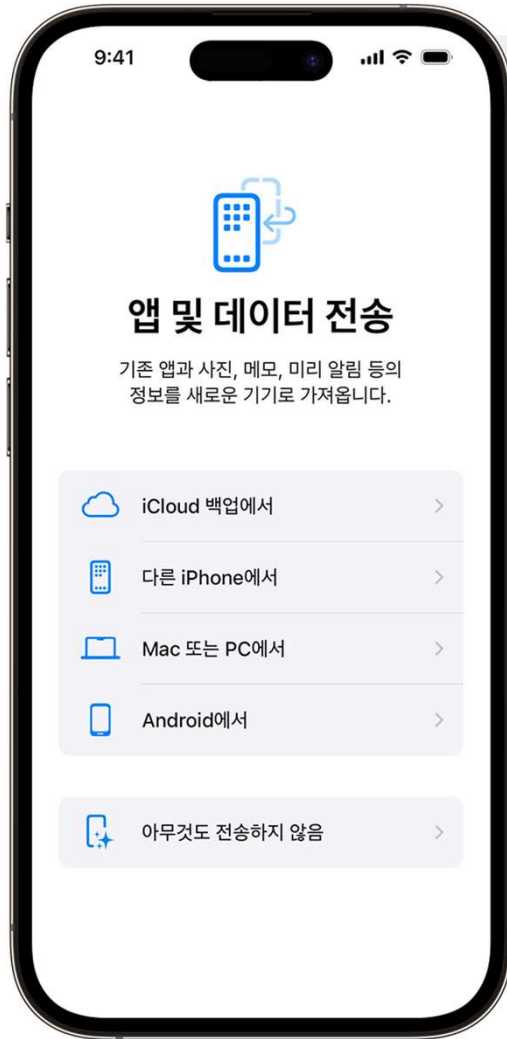 9:41
앱 및 데이터 전송
기존 앱과 사진, 메모, 미리 알림 등의
정보를 새로운 기기로 가져옵니다.
iCloud 백업에서
다른 iPhone에서
Mac 또는 PC에서
Android에서
아무것도 전송하지 않음